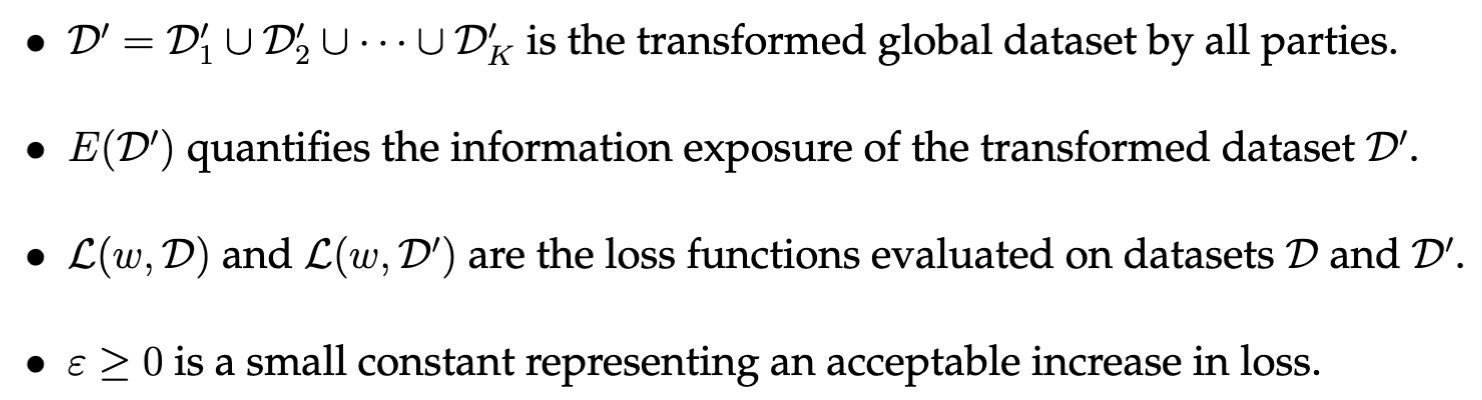 • 𝒟′ = 𝒟′₁ ∪ 𝒟′₂ ∪ ⋯ ∪ 𝒟′_K is the transformed global dataset by all parties.
• E(𝒟′) quantifies the information exposure of the transformed dataset 𝒟′.
• ℒ(w, 𝒟) and ℒ(w, 𝒟′) are the loss functions evaluated on datasets 𝒟 and 𝒟′.
• ε ≥ 0 is a small constant representing an acceptable increase in loss.